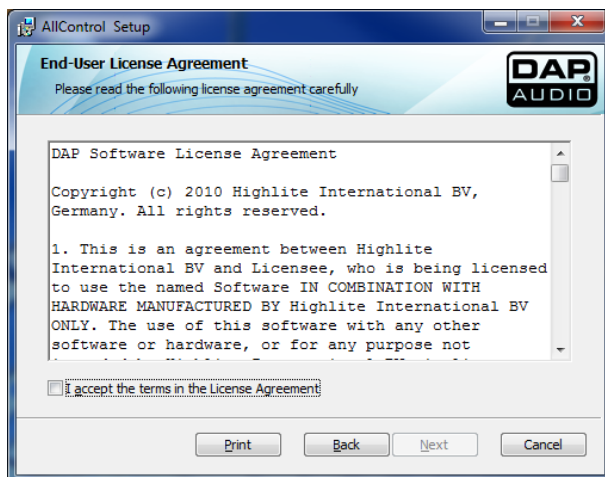 AllControl Setup
End-User License Agreement
Please read the following license agreement carefully
DAP
AUDIO
DAP Software License Agreement
Copyright (c) 2010 Highlite International BV,
Germany. All rights reserved.
1. This is an agreement between Highlite
International BV and Licensee, who is being licensed
to use the named Software IN COMBINATION WITH
HARDWARE MANUFACTURED BY Highlite International BV
ONLY. The use of this software with any other
software or hardware, or for any purpose not
I accept the terms in the License Agreement
Print
Back
Next
Cancel